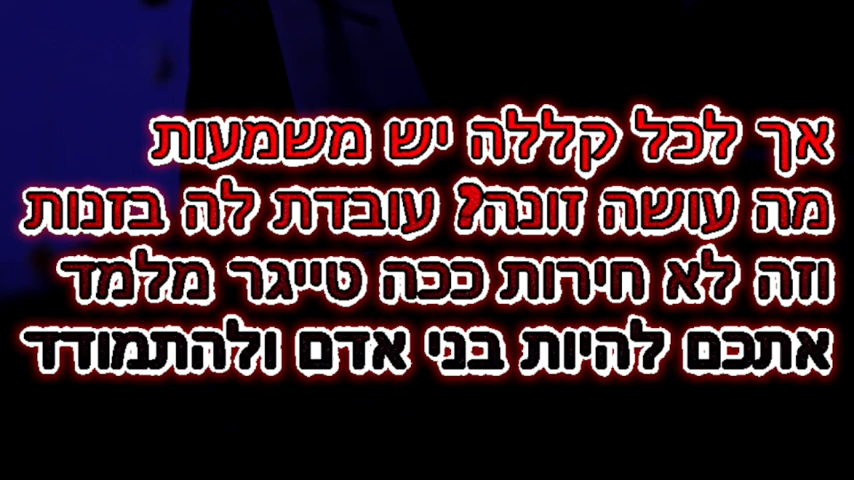 אך לכל קללה יש משמעות
מה עושה זונה? עובדת לה בזנות
וזה לא חירות ככה טייגר מלמד
אתכם להיות בני אדם ולהתמודד